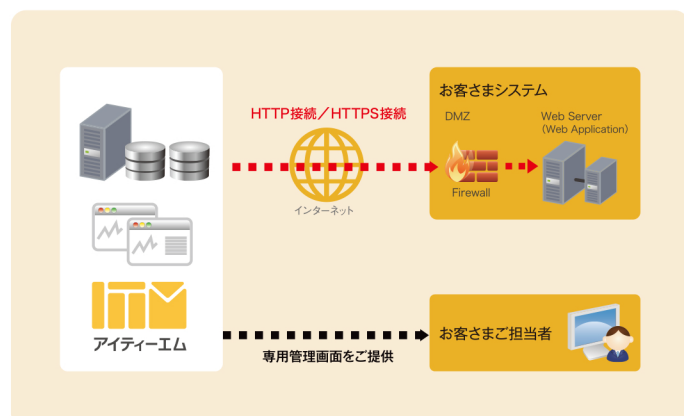 HTTP接続／HTTPS接続
インターネット
お客さまシステム
DMZ
Firewall
Web Server
(Web Application)
ITM
アイティーエム
専用管理画面をご提供
お客さまご担当者